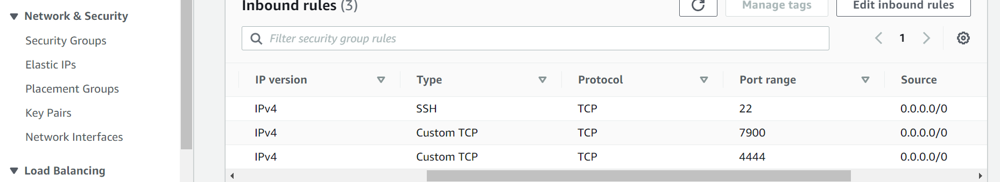 Network & Security
Security Groups
Elastic IPs
Placement Groups
Key Pairs
Network Interfaces
Load Balancing
Inbound rules (3)
Manage tags
Edit inbound rules
Filter security group rules
1
IP version Type Protocol Port range Source
IPv4 SSH TCP 22 0.0.0.0/0
IPv4 Custom TCP TCP 7900 0.0.0.0/0
IPv4 Custom TCP TCP 4444 0.0.0.0/0